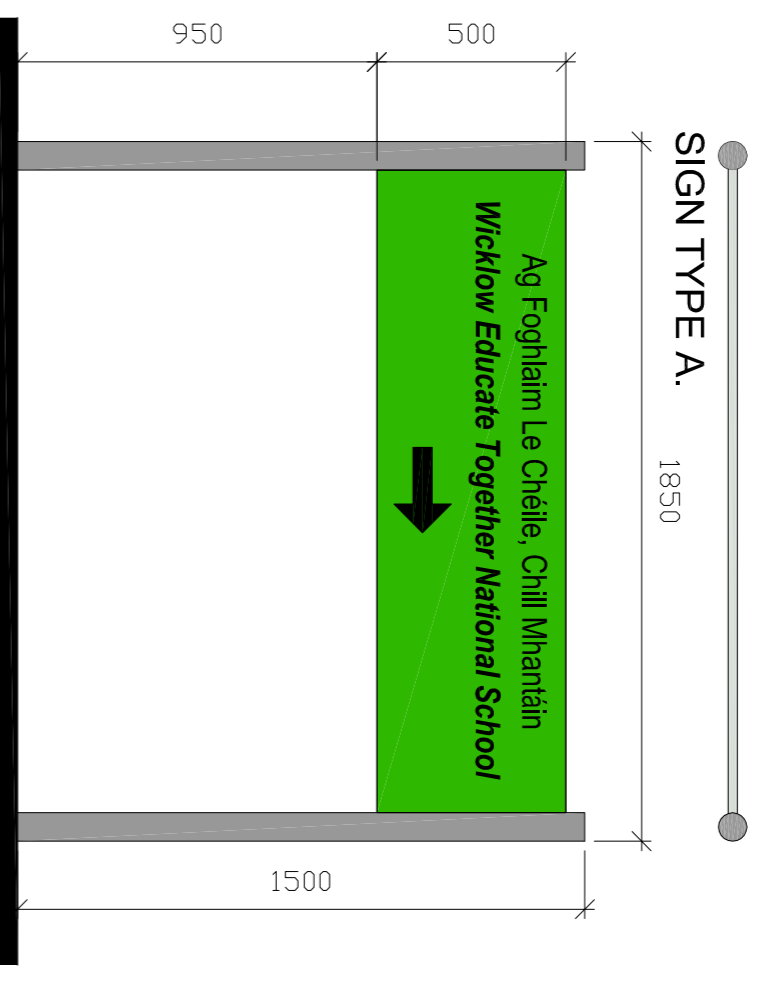 SIGN TYPE A.
1850
Ag Foghlaim Le Chéile, Chill Mhantáin
Wicklow Educate Together National School
500
950
1500